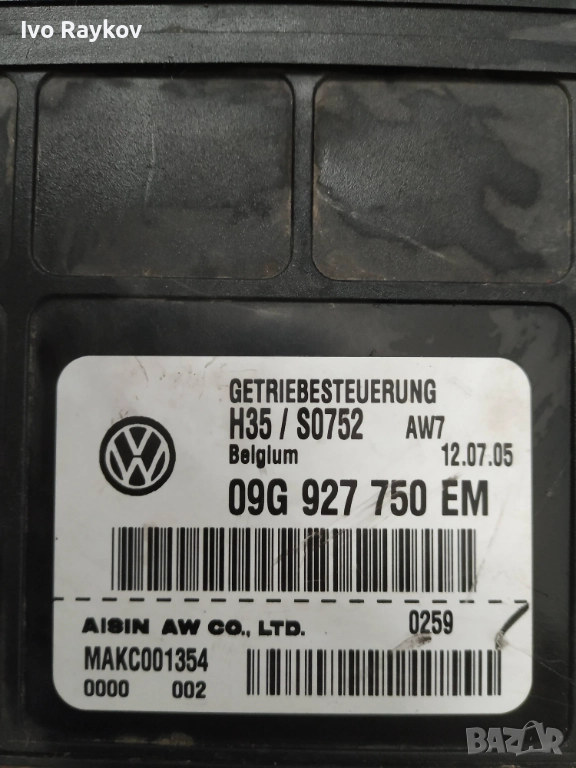 Ivo Raykov
GETRIEBESTEUERUNG
H35 / S0752 AW7
Belgium 12.07.05
09G 927 750 EM
AISIN AW CO., LTD. 0259
MAKC001354
0000 002
BAZAR